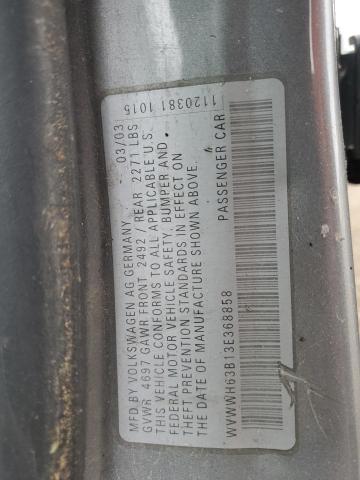 1120381 1015
MFD.BY VOLKSWAGEN AG GERMANY 03/03
GVWR 4697 GAWR FRONT 2492 / REAR 2271 LBS
THIS VEHICLE CONFORMS TO ALL APPLICABLE U.S.
FEDERAL MOTOR VEHICLE SAFETY, BUMPER AND
THEFT PREVENTION STANDARDS IN EFFECT ON
THE DATE OF MANUFACTURE SHOWN ABOVE.
WVWWH63B13E368858 PASSENGER CAR